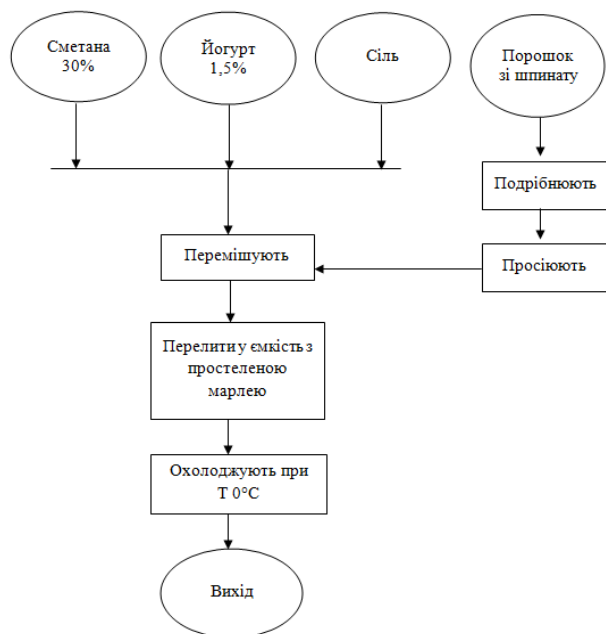 Сметана
30%
Йогурт
1,5%
Сіль
Порошок
зі шпинату
Подрібнюють
Перемішують
Просіюють
Перелити у ємкість з
простеленою
марлею
Охолоджують при
Т 0°С
Вихід